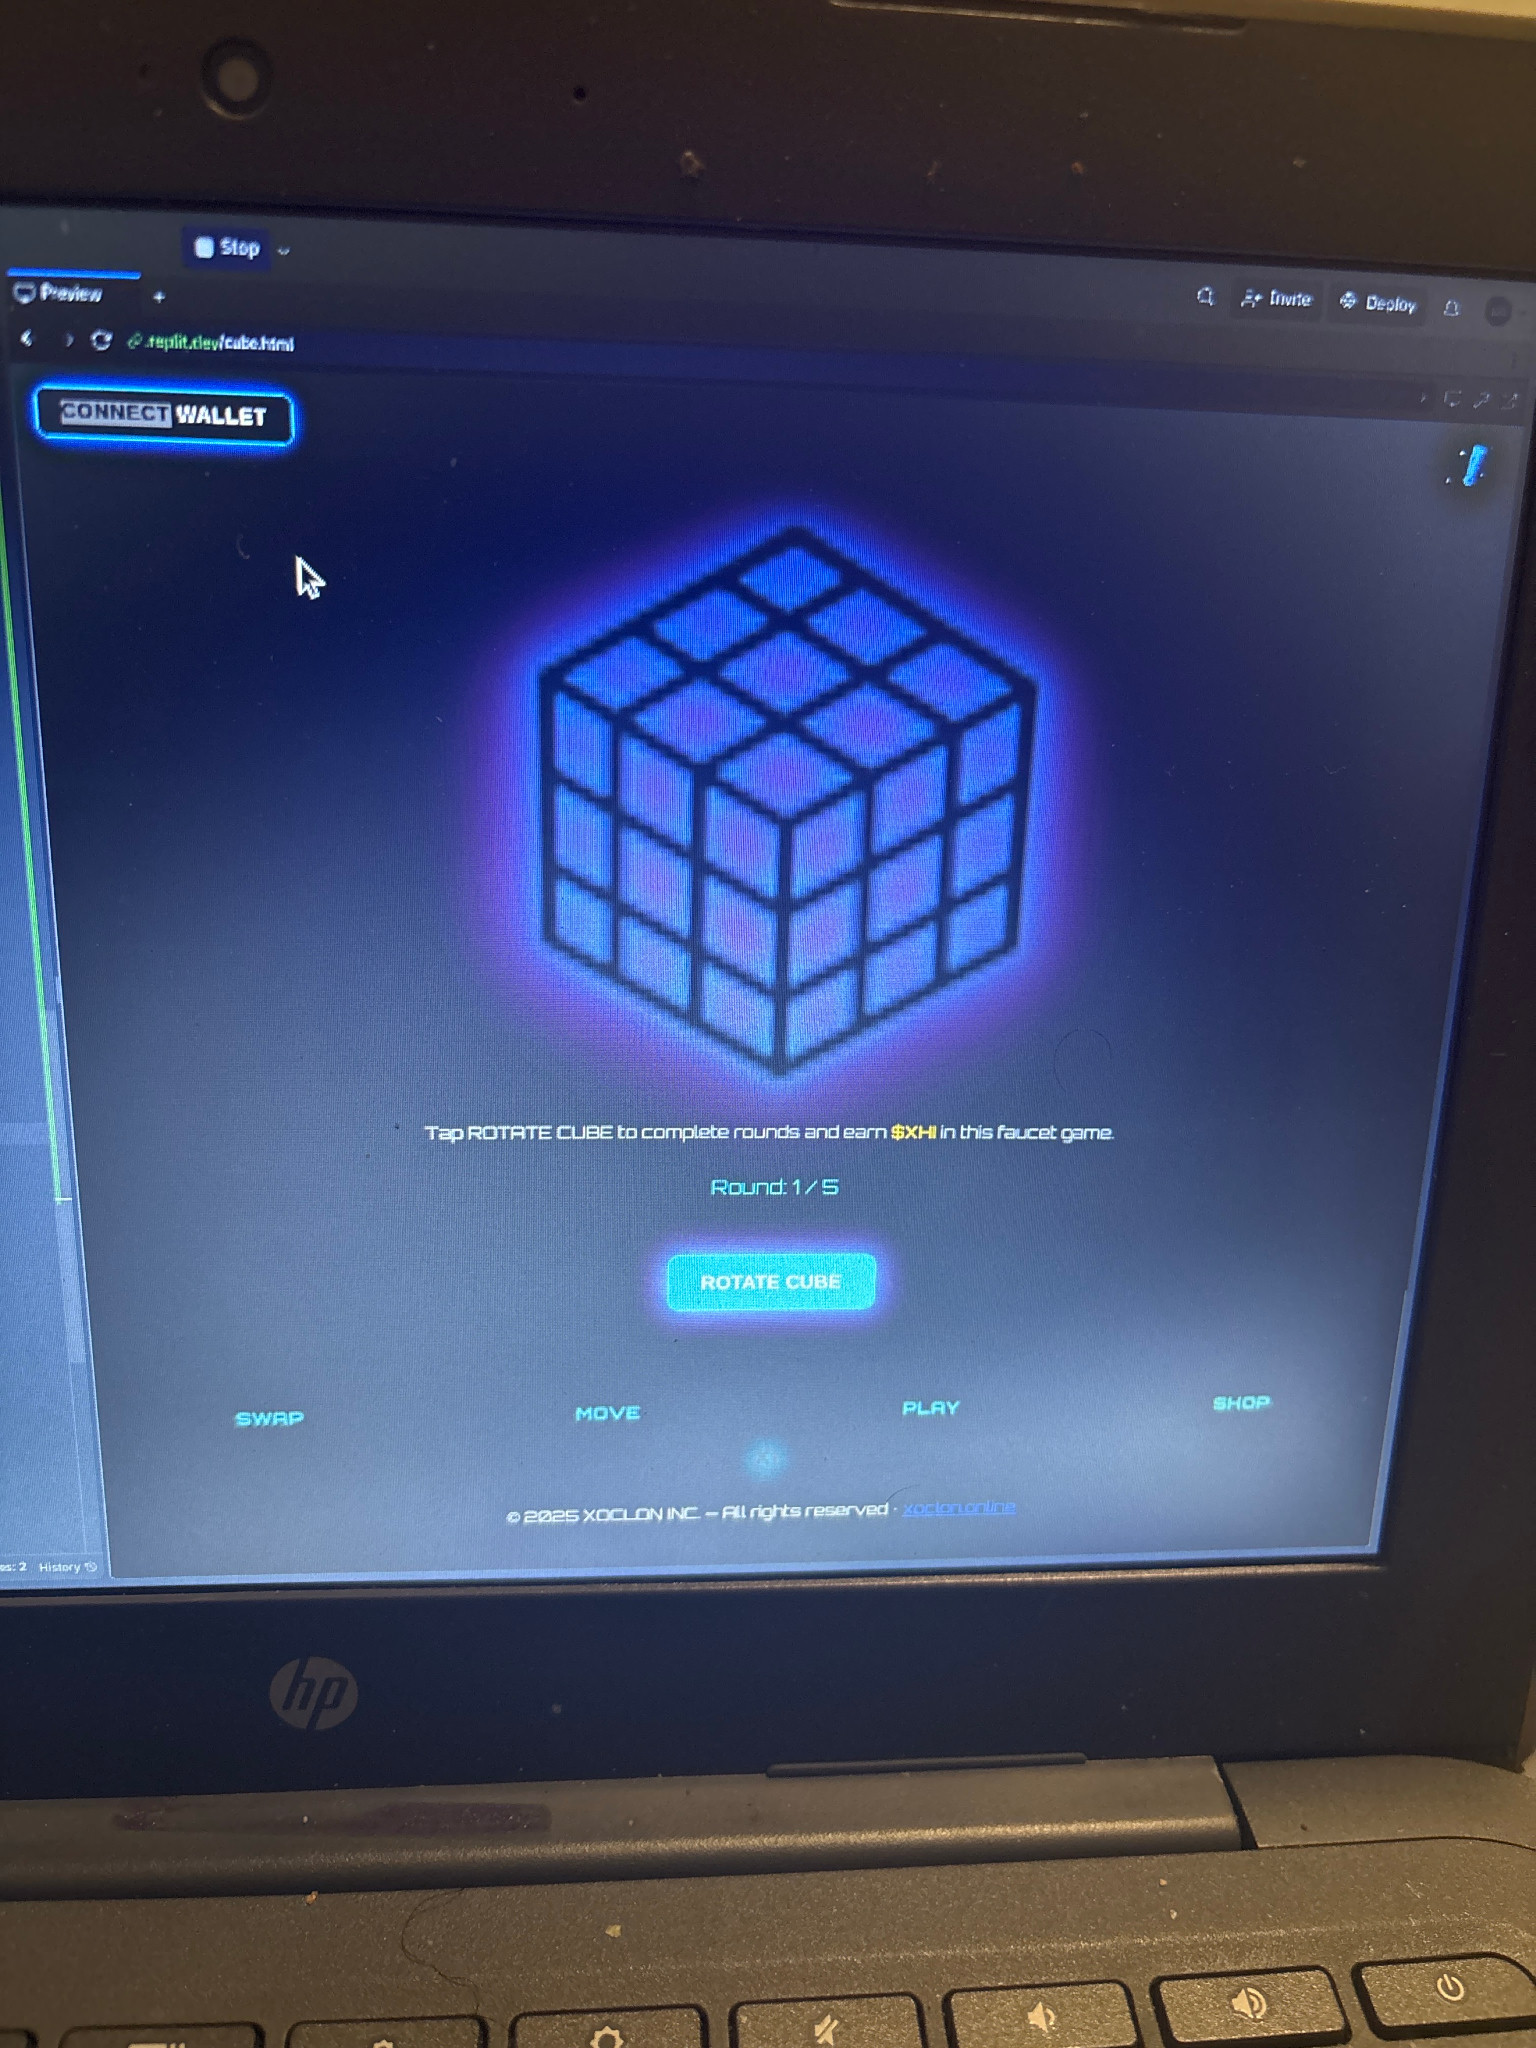 Stop
Preview +
Invite
Deploy
.replit.dev/cube.html
CONNECT WALLET
Tap ROTATE CUBE to complete rounds and earn $XHI in this faucet game.
Round: 1 / 5
ROTATE CUBE
SWAP
MOVE
PLAY
SHOP
© 2025 XOCLON INC. — All rights reserved · xoclon.online
: 2 History
hp